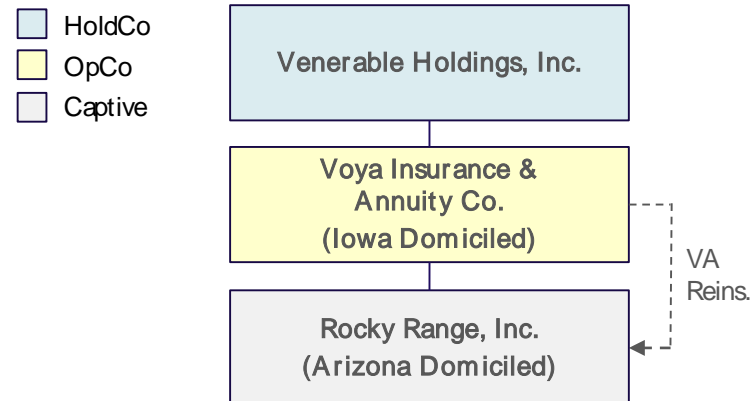 HoldCo
OpCo
Captive
Venerable Holdings, Inc.
Voya Insurance &
Annuity Co.
(Iowa Domiciled)
VA
Reins.
Rocky Range, Inc.
(Arizona Domiciled)